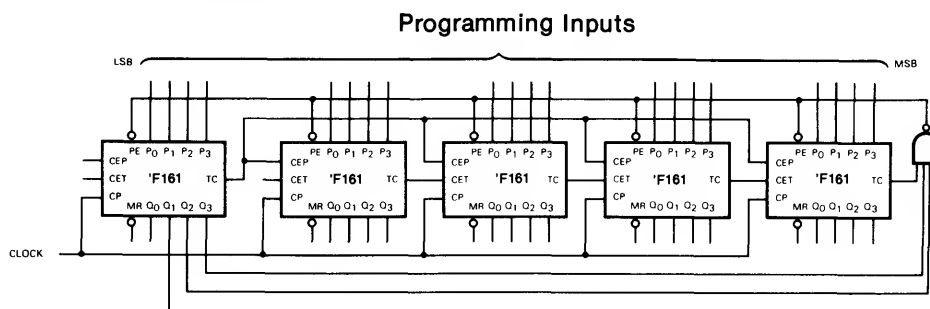 Programming Inputs
LSB MSB
PE P0 P1 P2 P3 PE P0 P1 P2 P3 PE P0 P1 P2 P3 PE P0 P1 P2 P3 PE P0 P1 P2 P3
CEP CEP CEP CEP CEP
CET 'F161 TC CET 'F161 TC CET 'F161 TC CET 'F161 TC CET 'F161 TC
CP CP CP CP CP
MR Q0 Q1 Q2 Q3 MR Q0 Q1 Q2 Q3 MR Q0 Q1 Q2 Q3 MR Q0 Q1 Q2 Q3 MR Q0 Q1 Q2 Q3
CLOCK